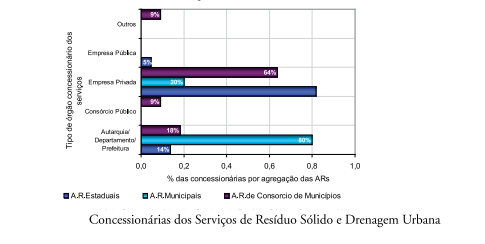 Outros
9%
Empresa Pública
5%
Empresa Privada
64%
20%
Consórcio Público
9%
Autarquia/
Departamento/
Prefeitura
18%
80%
14%
Tipo de órgão concessionário dos
serviços
0,0 0,2 0,4 0,6 0,8 1,0
% das concessionárias por agregação das ARs
A.R.Estaduais A.R.Municipais A.R.de Consorcio de Municípios
Concessionárias dos Serviços de Resíduo Sólido e Drenagem Urbana